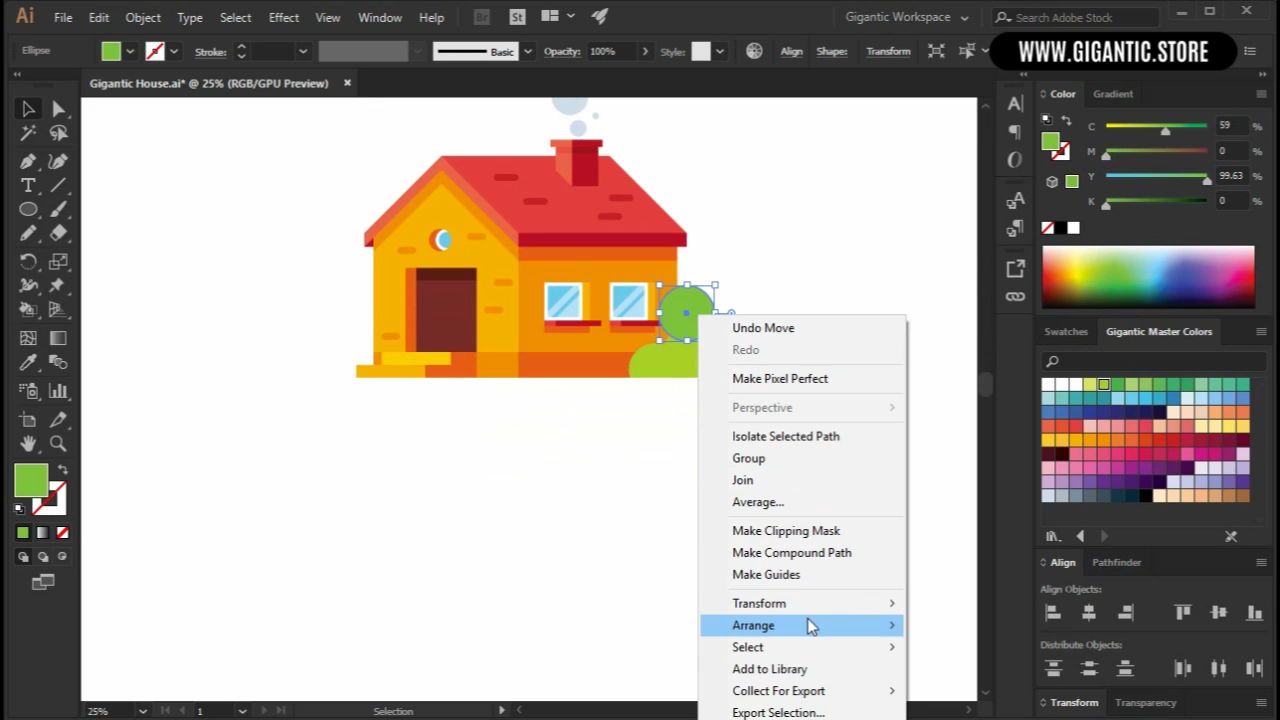 Ai File Edit Object Type Select Effect View Window Help Br St Gigantic Workspace Search Adobe Stock
Ellipse Stroke: Basic Opacity: 100% Style: Align Shape: Transform WWW.GIGANTIC.STORE
Gigantic House.ai* @ 25% (RGB/GPU Preview)
Color Gradient
C 59 %
M 0 %
Y 99.63 %
K 0 %
Undo Move
Redo
Make Pixel Perfect
Perspective
Isolate Selected Path
Group
Join
Average...
Make Clipping Mask
Make Compound Path
Make Guides
Transform
Arrange
Select
Add to Library
Collect For Export
Export Selection...
Swatches Gigantic Master Colors
Align Pathfinder
Align Objects:
Distribute Objects:
Transform Transparency
25% 1 Selection